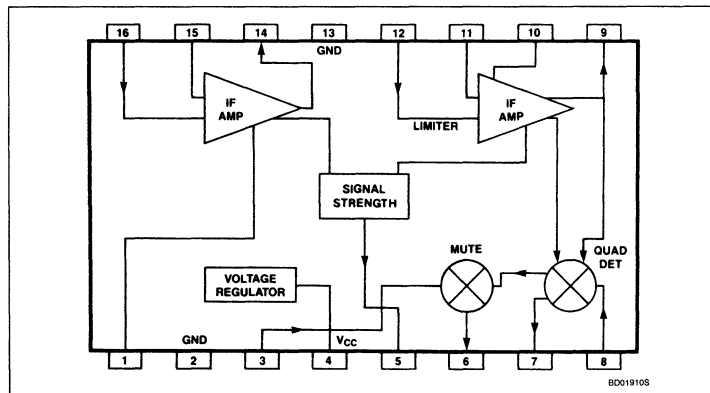 16 15 14 13 12 11 10 9
GND
IF
AMP
LIMITER
IF
AMP
SIGNAL
STRENGTH
MUTE
QUAD
DET
VOLTAGE
REGULATOR
GND
VCC
1 2 3 4 5 6 7 8
BD01910S